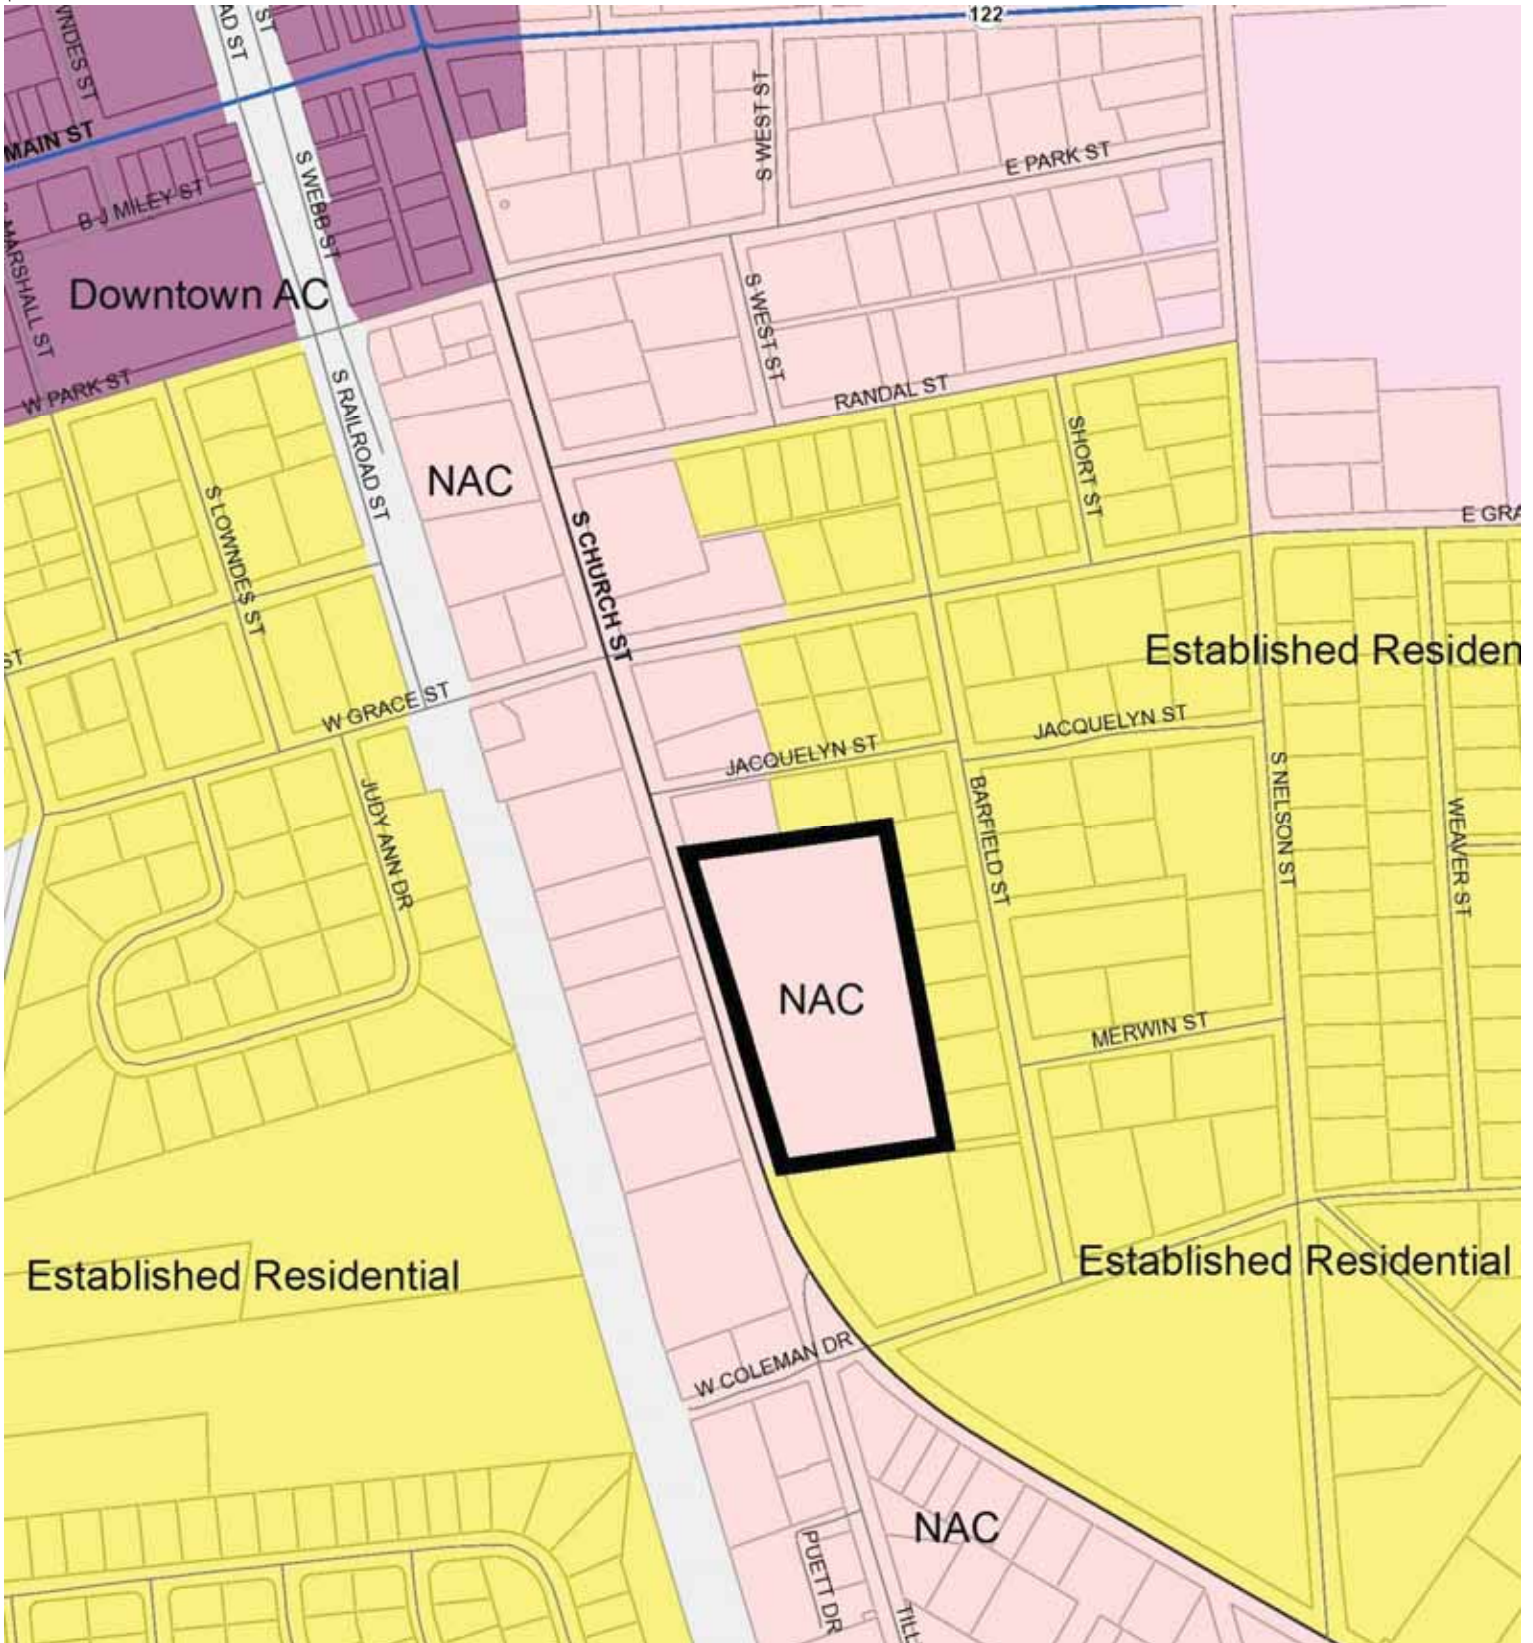 122
MAIN ST
S WEST ST
E PARK ST
B J MILEY ST
S WEBB ST
Downtown AC
S WEST ST
W PARK ST
RANDAL ST
S RAILROAD ST
SHORT ST
NAC
S LOWNDES ST
S CHURCH ST
E GRA
ST
Established Residen
W GRACE ST
JACQUELYN ST
JACQUELYN ST
JUDY ANN DR
BARFIELD ST
S NELSON ST
WEAVER ST
NAC
MERWIN ST
Established Residential
Established Residential
W COLEMAN DR
NAC
PUETT DR
TILL